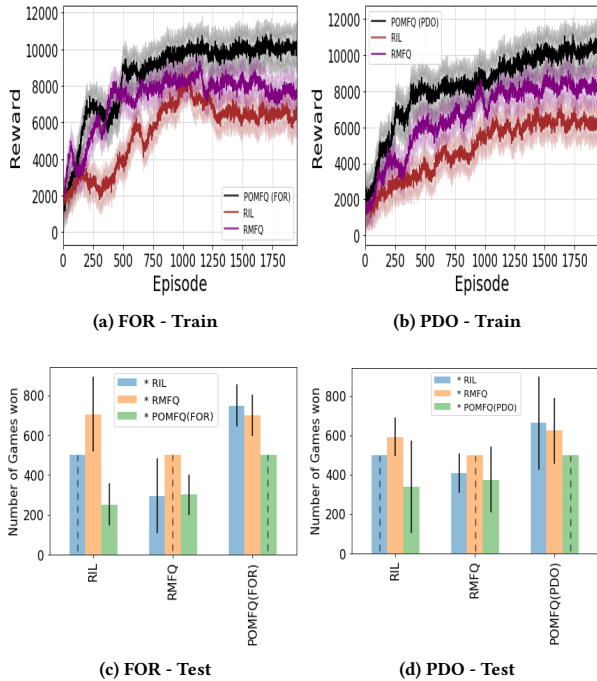 12000
10000
8000
6000
4000
2000
0
Reward
POMFQ (FOR)
RIL
RMFQ
0 250 500 750 1000 1250 1500 1750
Episode
(a) FOR - Train
12000
10000
8000
6000
4000
2000
0
Reward
POMFQ (PDO)
RIL
RMFQ
0 250 500 750 1000 1250 1500 1750
Episode
(b) PDO - Train
800
600
400
200
0
Number of Games won
* RIL
* RMFQ
* POMFQ(FOR)
RIL
RMFQ
POMFQ(FOR)
(c) FOR - Test
800
600
400
200
0
Number of Games won
* RIL
* RMFQ
* POMFQ(PDO)
RIL
RMFQ
POMFQ(PDO)
(d) PDO - Test